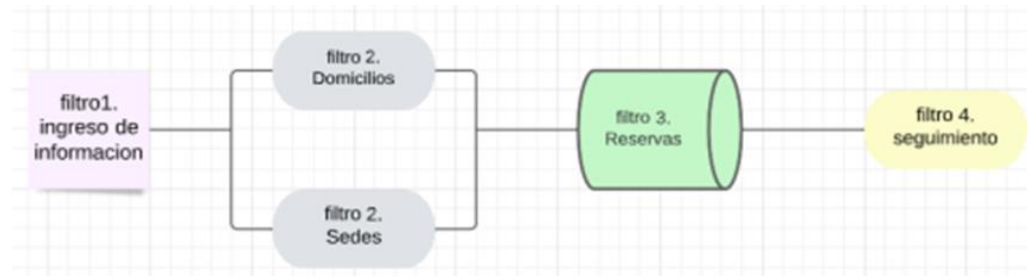 filtro1.
ingreso de
informacion
filtro 2.
Domicilios
filtro 2.
Sedes
filtro 3.
Reservas
filtro 4.
seguimiento